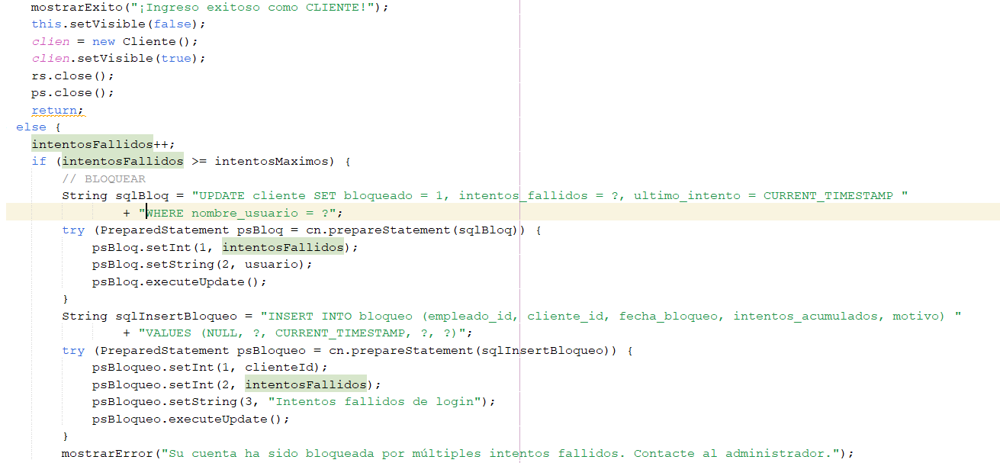 mostrarExito("¡Ingreso exitoso como CLIENTE!");
this.setVisible(false);
clien = new Cliente();
clien.setVisible(true);
rs.close();
ps.close();
return;
else {
intentosFallidos++;
if (intentosFallidos >= intentosMaximos) {
// BLOQUEAR
String sqlBloq = "UPDATE cliente SET bloqueado = 1, intentos_fallidos = ?, ultimo_intento = CURRENT_TIMESTAMP "
+ "WHERE nombre_usuario = ?";
try (PreparedStatement psBloq = cn.prepareStatement(sqlBloq)) {
psBloq.setInt(1, intentosFallidos);
psBloq.setString(2, usuario);
psBloq.executeUpdate();
}
String sqlInsertBloqueo = "INSERT INTO bloqueo (empleado_id, cliente_id, fecha_bloqueo, intentos_acumulados, motivo) "
+ "VALUES (NULL, ?, CURRENT_TIMESTAMP, ?, ?)";
try (PreparedStatement psBloqueo = cn.prepareStatement(sqlInsertBloqueo)) {
psBloqueo.setInt(1, clienteId);
psBloqueo.setInt(2, intentosFallidos);
psBloqueo.setString(3, "Intentos fallidos de login");
psBloqueo.executeUpdate();
}
mostrarError("Su cuenta ha sido bloqueada por múltiples intentos fallidos. Contacte al administrador.");